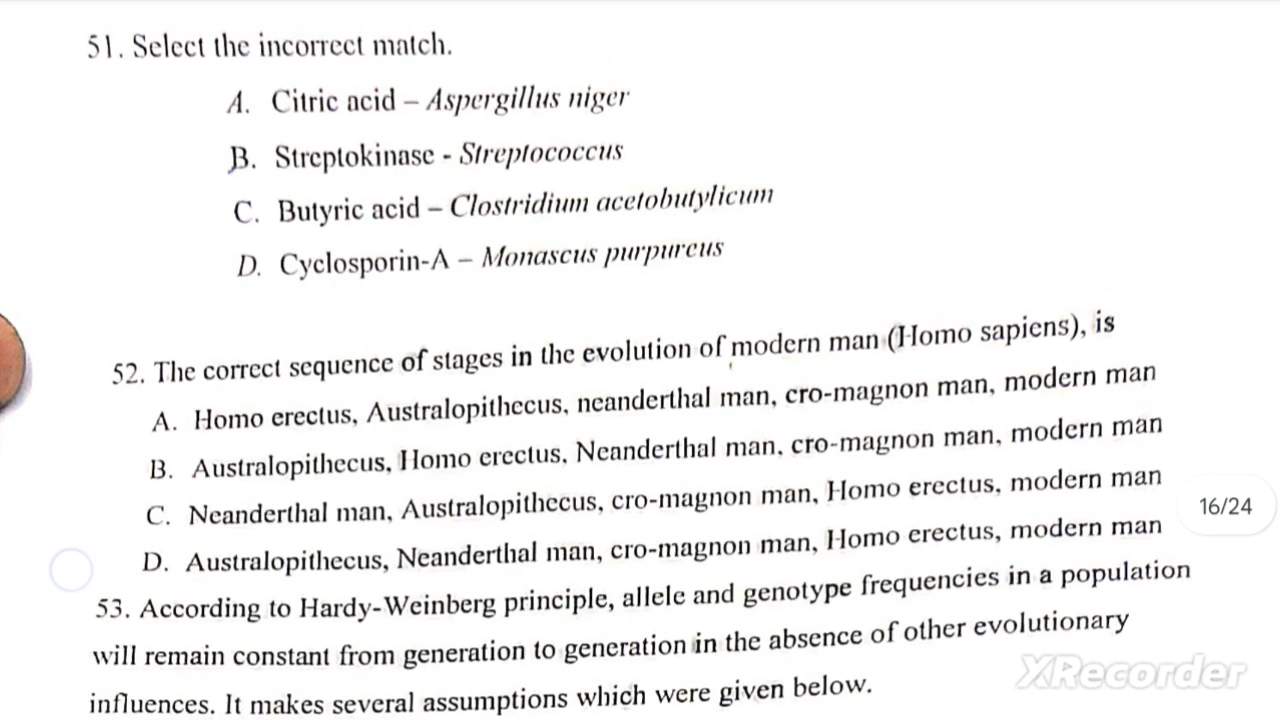 51. Select the incorrect match.
A. Citric acid – Aspergillus niger
B. Streptokinase - Streptococcus
C. Butyric acid – Clostridium acetobutylicum
D. Cyclosporin-A – Monascus purpureus
52. The correct sequence of stages in the evolution of modern man (Homo sapiens), is
A. Homo erectus, Australopithecus, neanderthal man, cro-magnon man, modern man
B. Australopithecus, Homo erectus, Neanderthal man, cro-magnon man, modern man
C. Neanderthal man, Australopithecus, cro-magnon man, Homo erectus, modern man
D. Australopithecus, Neanderthal man, cro-magnon man, Homo erectus, modern man
16/24
53. According to Hardy-Weinberg principle, allele and genotype frequencies in a population
will remain constant from generation to generation in the absence of other evolutionary
influences. It makes several assumptions which were given below.
XRecorder